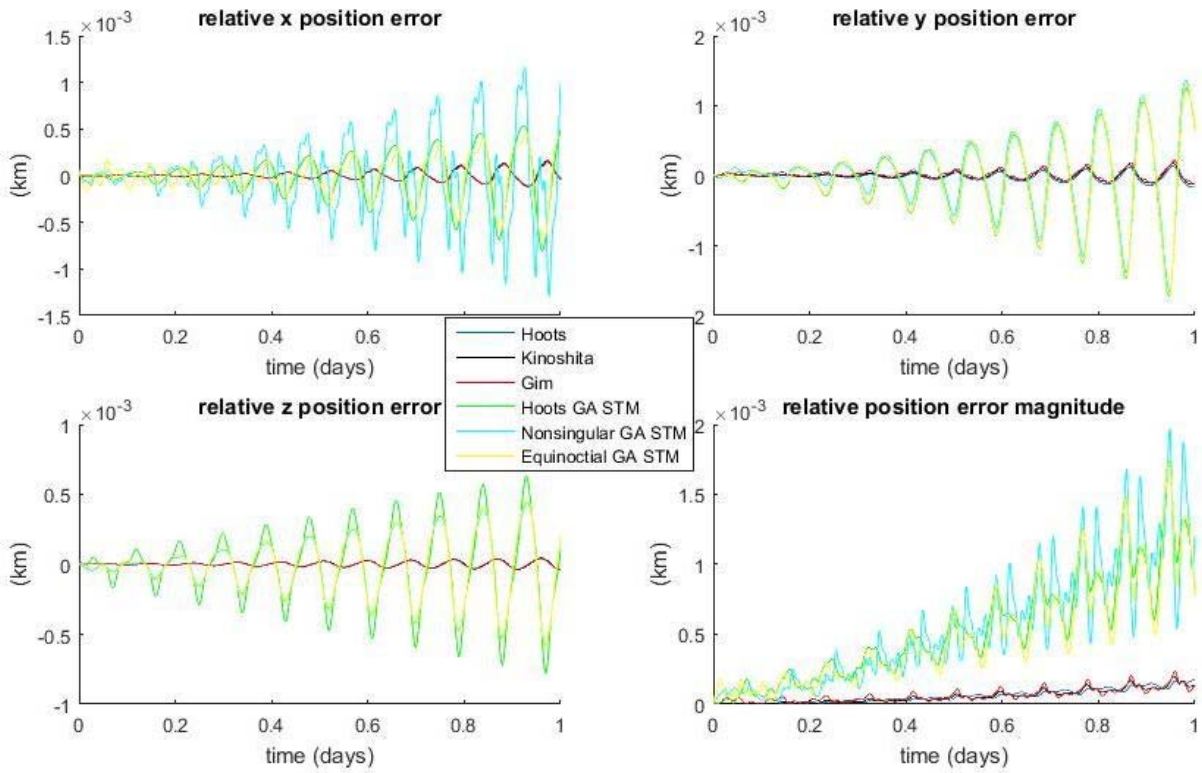 relative x position error
×10⁻³
1.5
1
0.5
0
-0.5
-1
-1.5
(km)
0 0.2 0.4 0.6 0.8 1
time (days)
relative y position error
×10⁻³
2
1
0
-1
2
(km)
0 0.2 0.4 0.6 0.8 1
time (days)
Hoots
Kinoshita
Gim
Hoots GA STM
Nonsingular GA STM
Equinoctial GA STM
relative z position error
×10⁻³
1
0.5
0
-0.5
-1
(km)
0 0.2 0.4 0.6 0.8 1
time (days)
relative position error magnitude
×10⁻³
2
1.5
1
0.5
0
(km)
0 0.2 0.4 0.6 0.8 1
time (days)